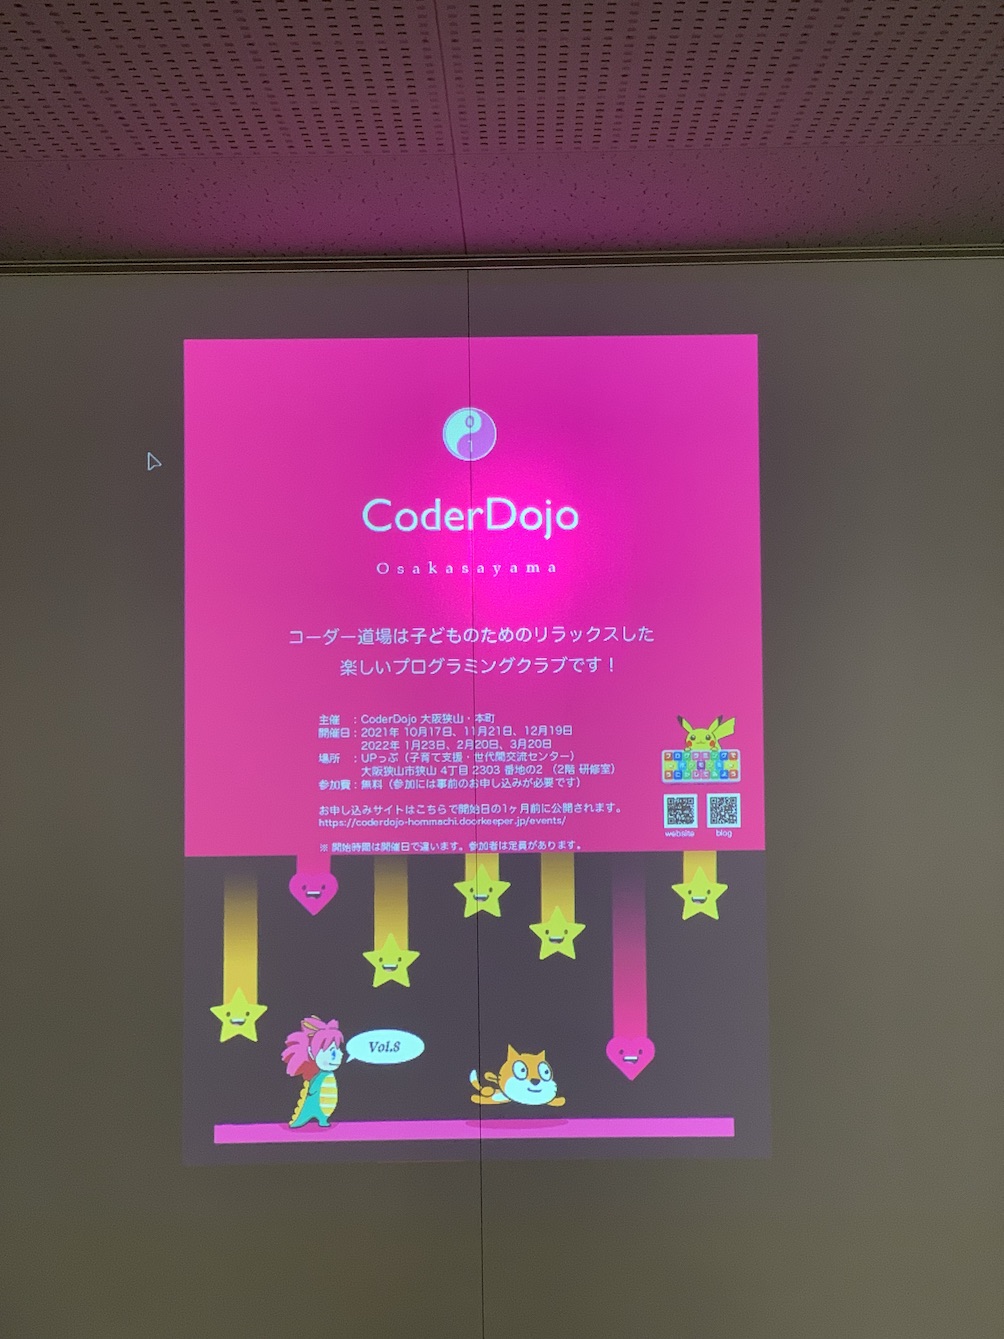 0
1
CoderDojo
Osakasayama
コーダー道場は子どものためのリラックスした
楽しいプログラミングクラブです！
主催　：CoderDojo 大阪狭山・本町
開催日：2021年 10月17日、11月21日、12月19日
2022年 1月23日、2月20日、3月20日
場所　：UPっぷ（子育て支援・世代間交流センター）
大阪狭山市狭山 4丁目 2303 番地の2 （2階 研修室）
参加費：無料（参加には事前のお申し込みが必要です）
お申し込みサイトはこちらで開始日の1ヶ月前に公開されます。
https://coderdojo-hommachi.doorkeeper.jp/events/
※ 開始時間は開催日で違います。参加者は定員があります。
website
blog
Vol.8